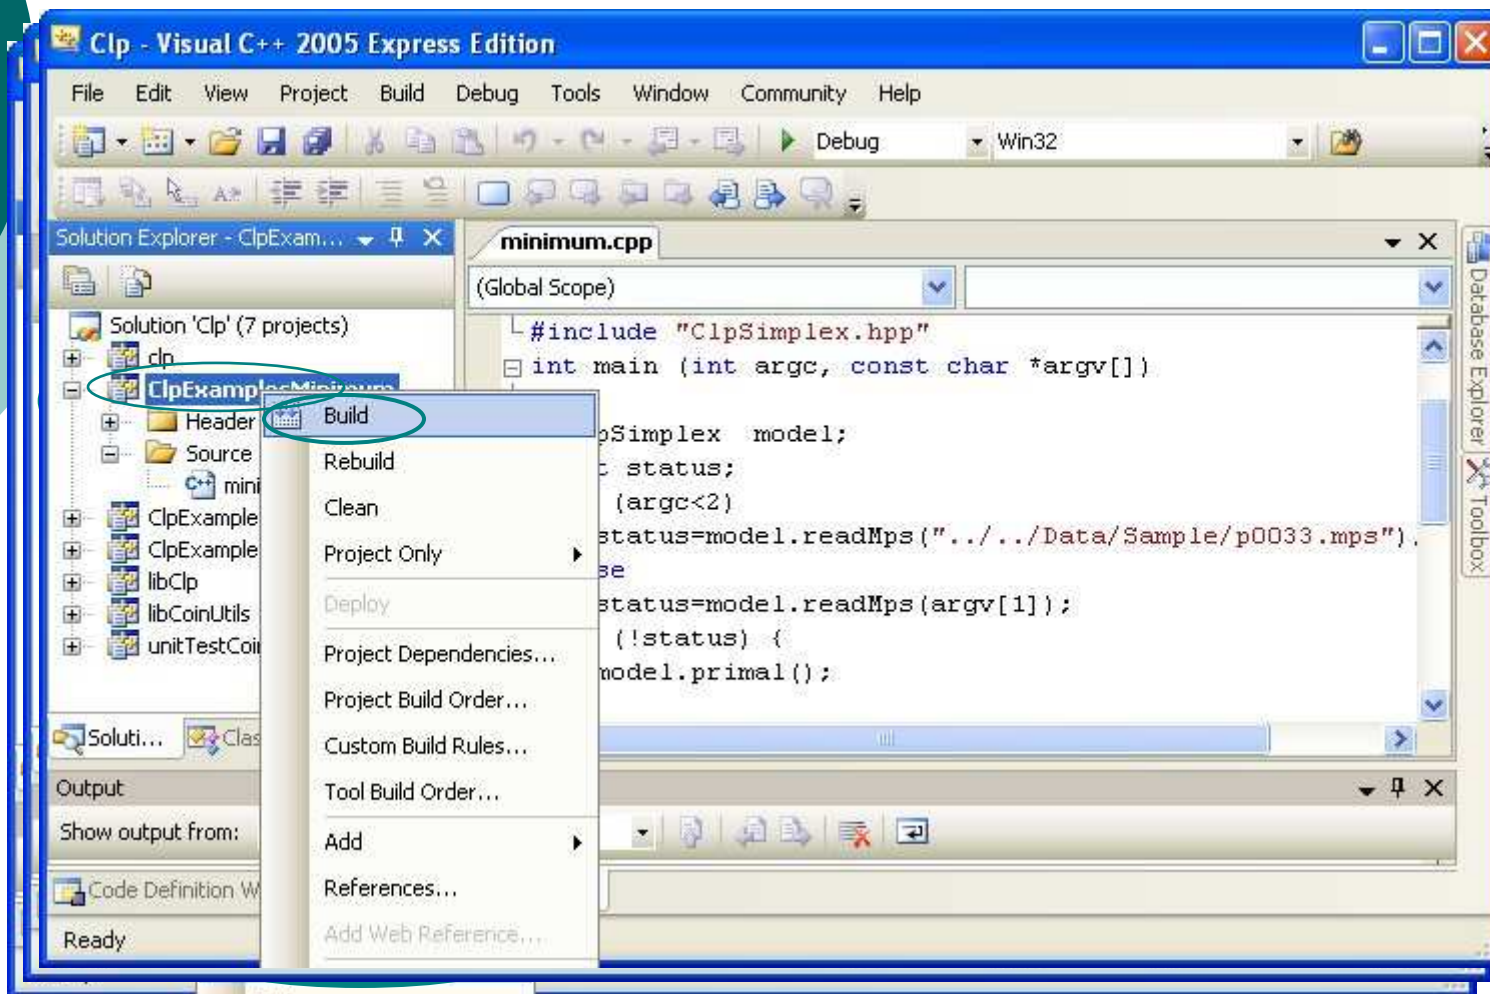 Clp - Visual C++ 2005 Express Edition
File Edit View Project Build Debug Tools Window Community Help
Debug Win32
Solution Explorer - ClpExam...
minimum.cpp
(Global Scope)
Solution 'Clp' (7 projects)
clp
ClpExamplesMinimum
Header
Source
mini
ClpExample
ClpExample
libClp
libCoinUtils
unitTestCoi
Soluti... Clas
#include "ClpSimplex.hpp"
int main (int argc, const char *argv[])
pSimplex model;
t status;
(argc<2)
status=model.readMps("../../Data/Sample/p0033.mps").
se
status=model.readMps(argv[1]);
(!status) {
model.primal();
Build
Rebuild
Clean
Project Only
Deploy
Project Dependencies...
Project Build Order...
Custom Build Rules...
Tool Build Order...
Add
References...
Add Web Reference...
Database Explorer
Toolbox
Output
Show output from:
Code Definition W
Ready